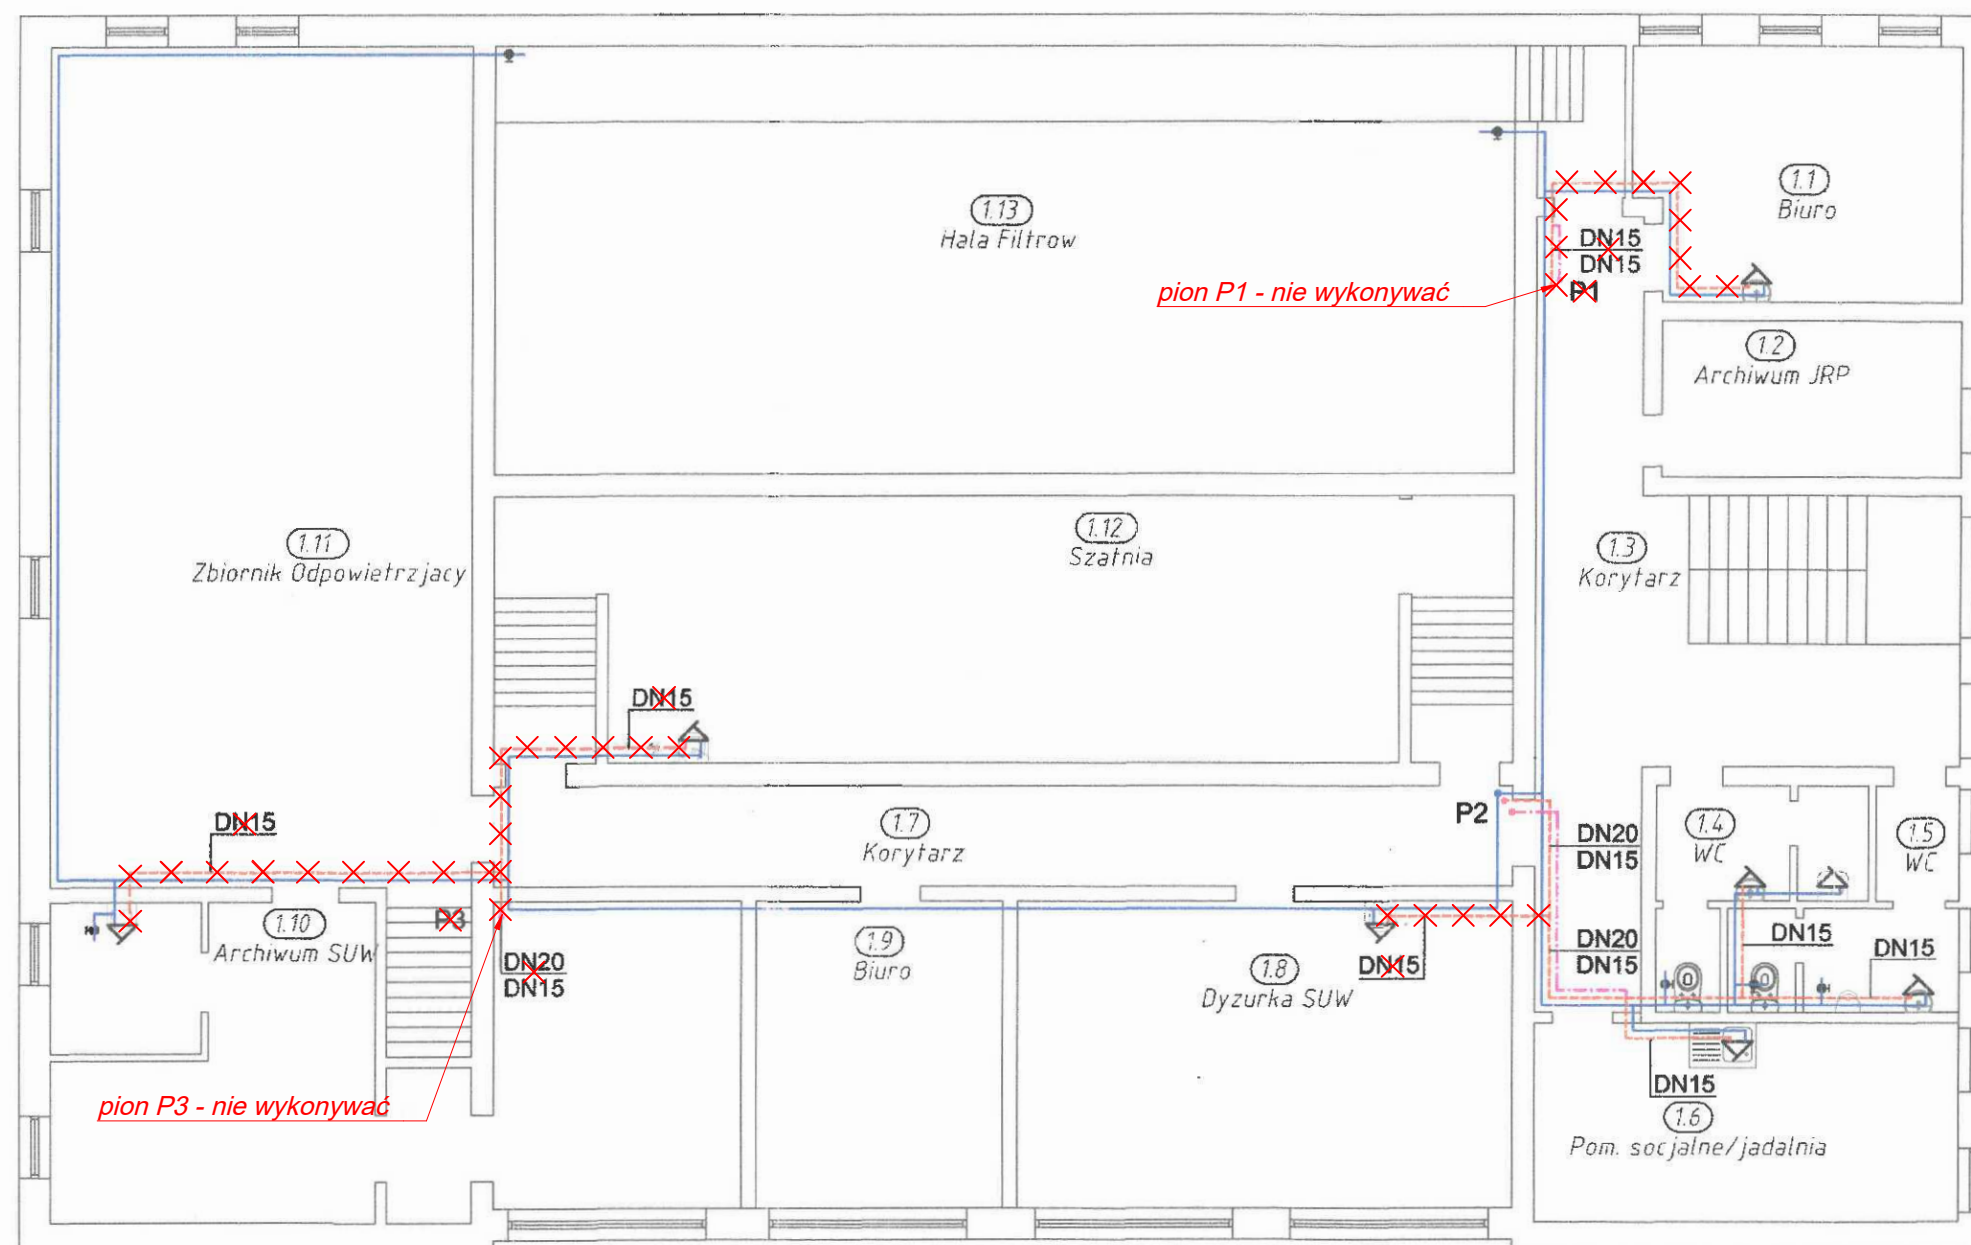 1.1
Biuro
1.13
Hala Filtrow
DN15
DN15
pion P1 - nie wykonywać
P1
1.2
Archiwum JRP
1.11
Zbiornik Odpowietrzjacy
1.12
Szatnia
1.3
Korytarz
DN15
DN15
1.7
Korytarz
P2
DN20
DN15
1.4
WC
1.5
WC
P3
1.10
Archiwum SUW
DN20
DN15
1.9
Biuro
1.8
Dyzurka SUW
DN15
DN20
DN15
DN15
DN15
pion P3 - nie wykonywać
DN15
1.6
Pom. socjalne/jadalnia